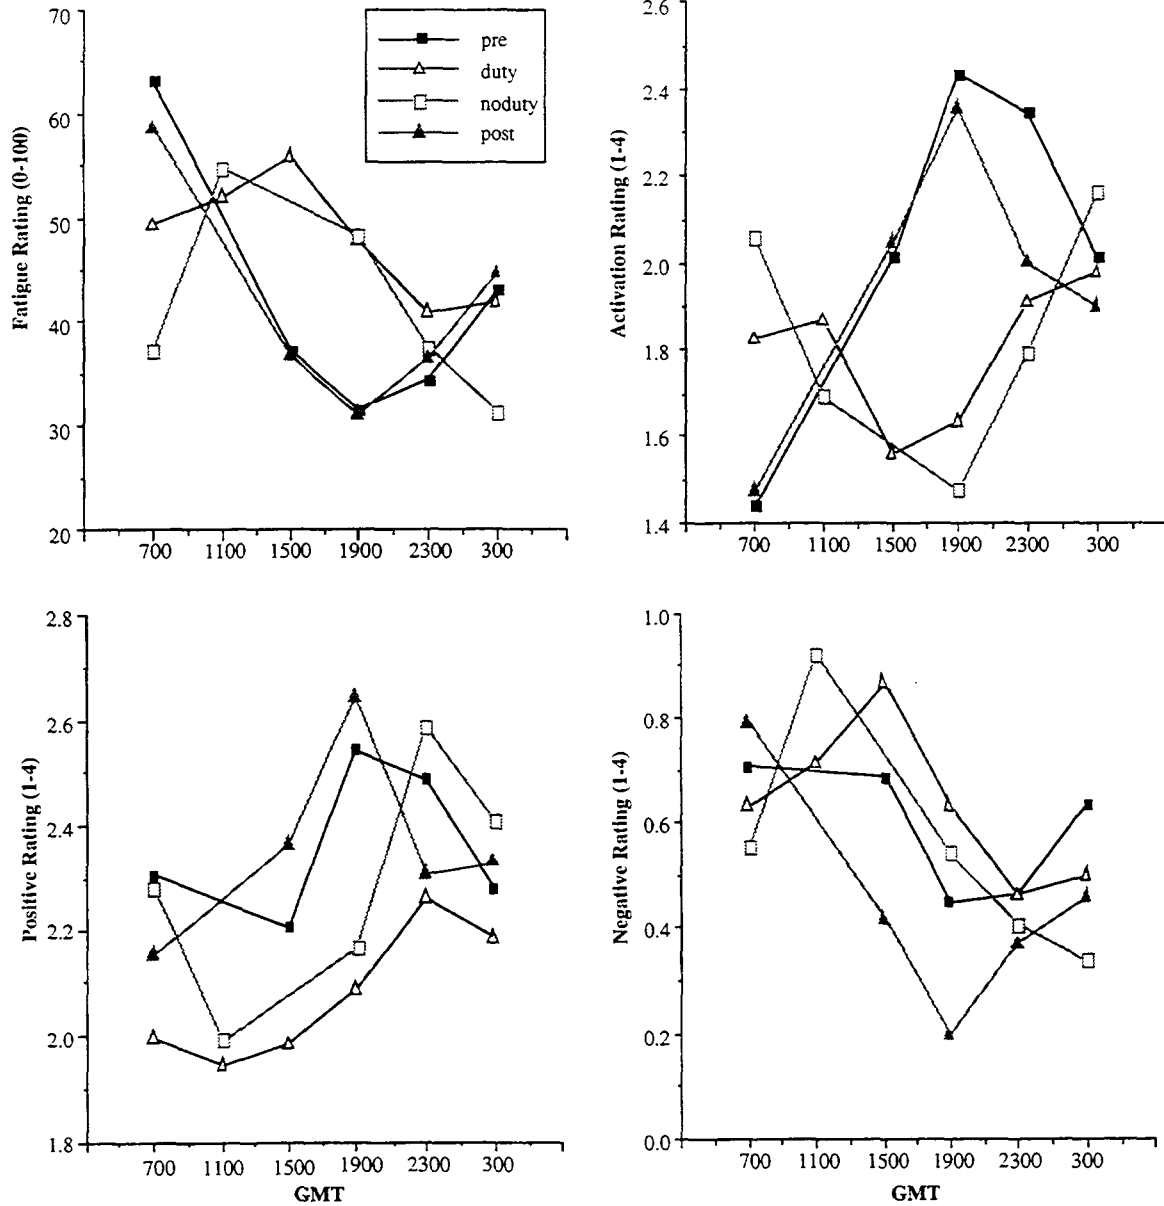 70
60
50
40
30
20
Fatigue Rating (0-100)
pre
duty
noduty
post
700 1100 1500 1900 2300 300
2.6
2.4
2.2
2.0
1.8
1.6
1.4
Activation Rating (1-4)
700 1100 1500 1900 2300 300
2.8
2.6
2.4
2.2
2.0
1.8
Positive Rating (1-4)
700 1100 1500 1900 2300 300
GMT
1.0
0.8
0.6
0.4
0.2
0.0
Negative Rating (1-4)
700 1100 1500 1900 2300 300
GMT